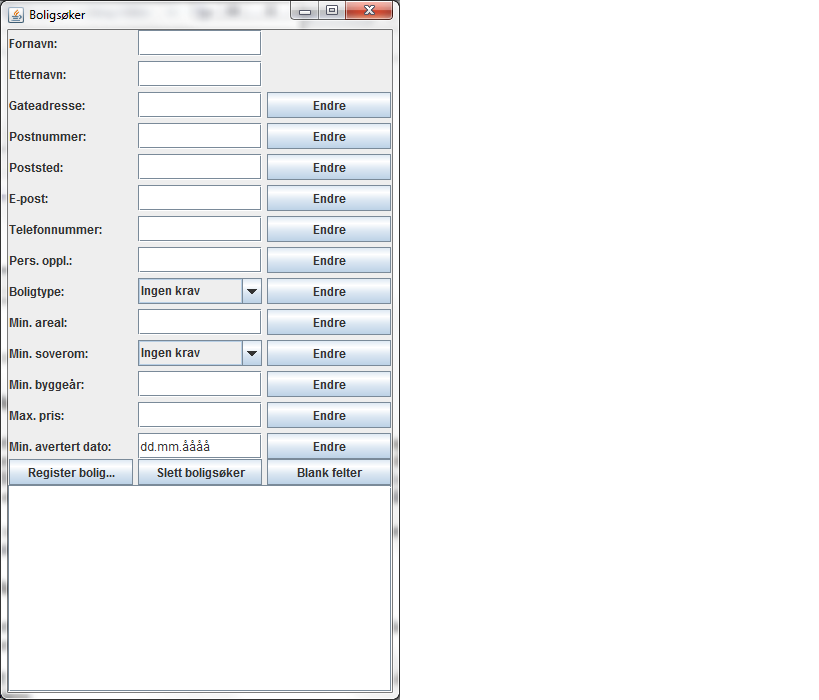 Boligsøker
Fornavn:
Etternavn:
Gateadresse: Endre
Postnummer: Endre
Poststed: Endre
E-post: Endre
Telefonnummer: Endre
Pers. oppl.: Endre
Boligtype: Ingen krav Endre
Min. areal: Endre
Min. soverom: Ingen krav Endre
Min. byggeår: Endre
Max. pris: Endre
Min. avertert dato: dd.mm.åååå Endre
Register bolig... Slett boligsøker Blank felter